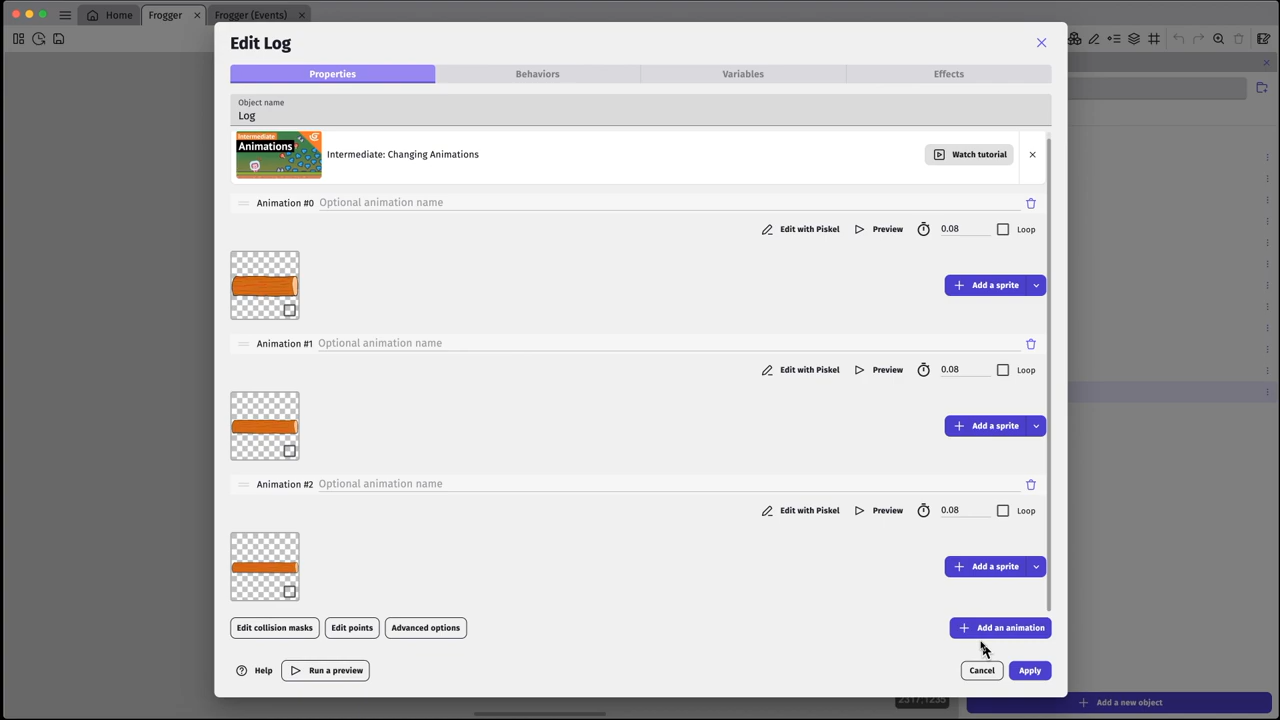 Home
Frogger
Frogger (Events)
Edit Log
Properties
Behaviors
Variables
Effects
Object name
Log
Intermediate
Animations
Intermediate: Changing Animations
Watch tutorial
Animation #0 Optional animation name
Edit with Piskel
Preview
0.08
Loop
Add a sprite
Animation #1 Optional animation name
Edit with Piskel
Preview
0.08
Loop
Add a sprite
Animation #2 Optional animation name
Edit with Piskel
Preview
0.08
Loop
Add a sprite
Edit collision masks
Edit points
Advanced options
Add an animation
Help
Run a preview
Cancel
Apply
Add a new object